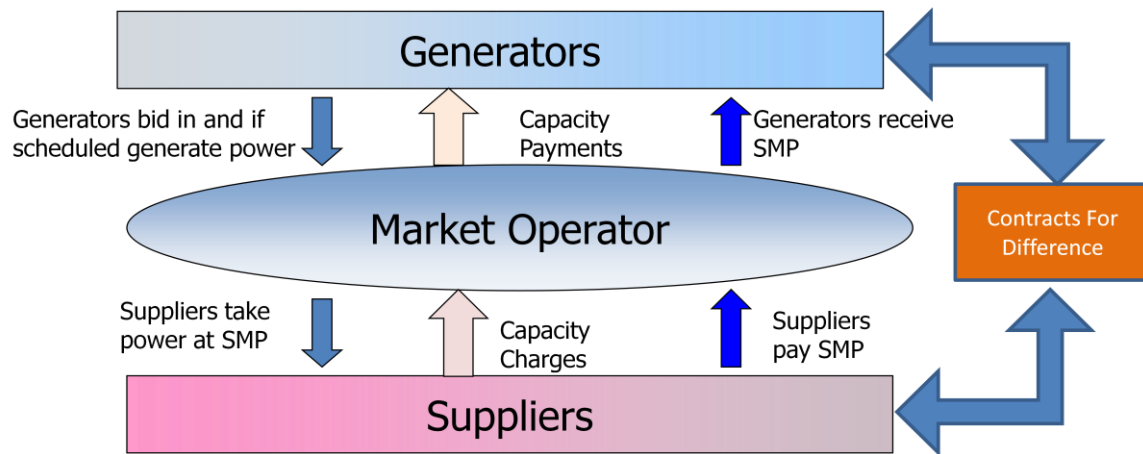 Generators
Generators bid in and if
scheduled generate power
Capacity
Payments
Generators receive
SMP
Market Operator
Contracts For
Difference
Suppliers take
power at SMP
Capacity
Charges
Suppliers
pay SMP
Suppliers